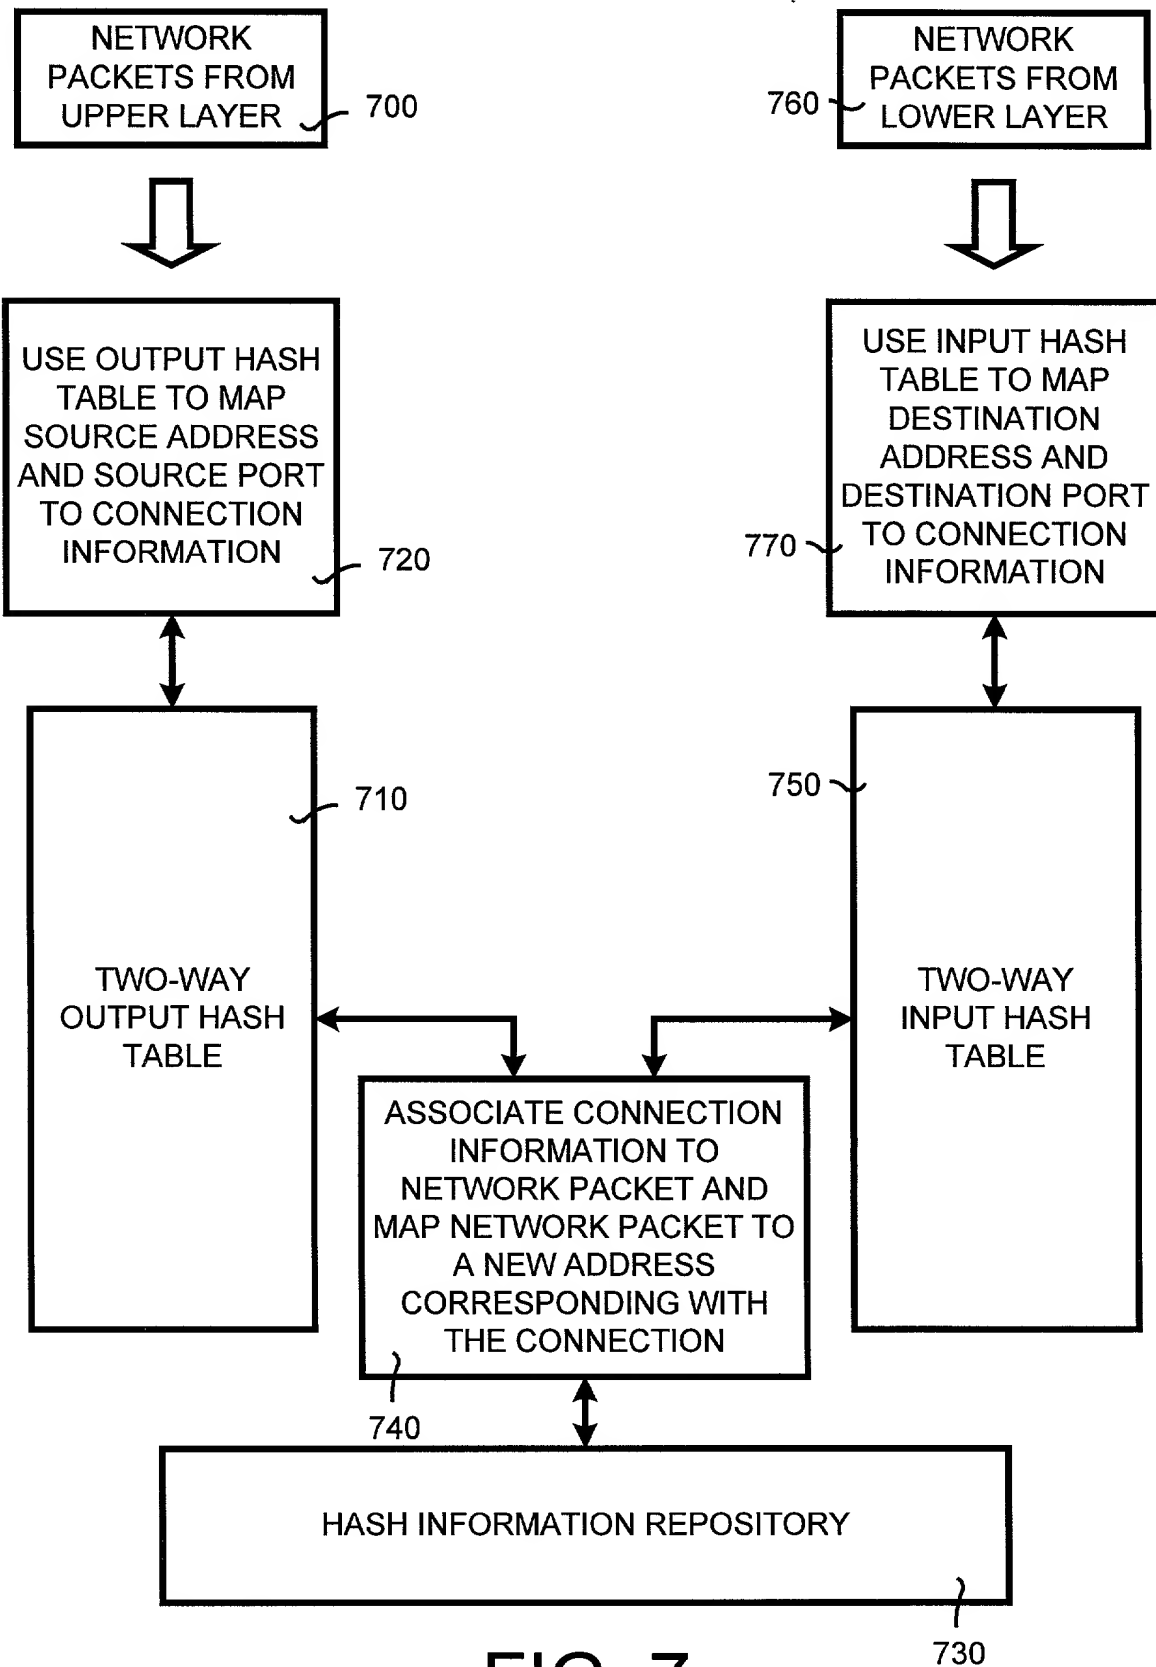 NETWORK
PACKETS FROM
UPPER LAYER
700
NETWORK
PACKETS FROM
LOWER LAYER
760
USE OUTPUT HASH
TABLE TO MAP
SOURCE ADDRESS
AND SOURCE PORT
TO CONNECTION
INFORMATION
720
USE INPUT HASH
TABLE TO MAP
DESTINATION
ADDRESS AND
DESTINATION PORT
TO CONNECTION
INFORMATION
770
710
TWO-WAY
OUTPUT HASH
TABLE
750
TWO-WAY
INPUT HASH
TABLE
ASSOCIATE CONNECTION
INFORMATION TO
NETWORK PACKET AND
MAP NETWORK PACKET TO
A NEW ADDRESS
CORRESPONDING WITH
THE CONNECTION
740
HASH INFORMATION REPOSITORY
730
FIG. 7